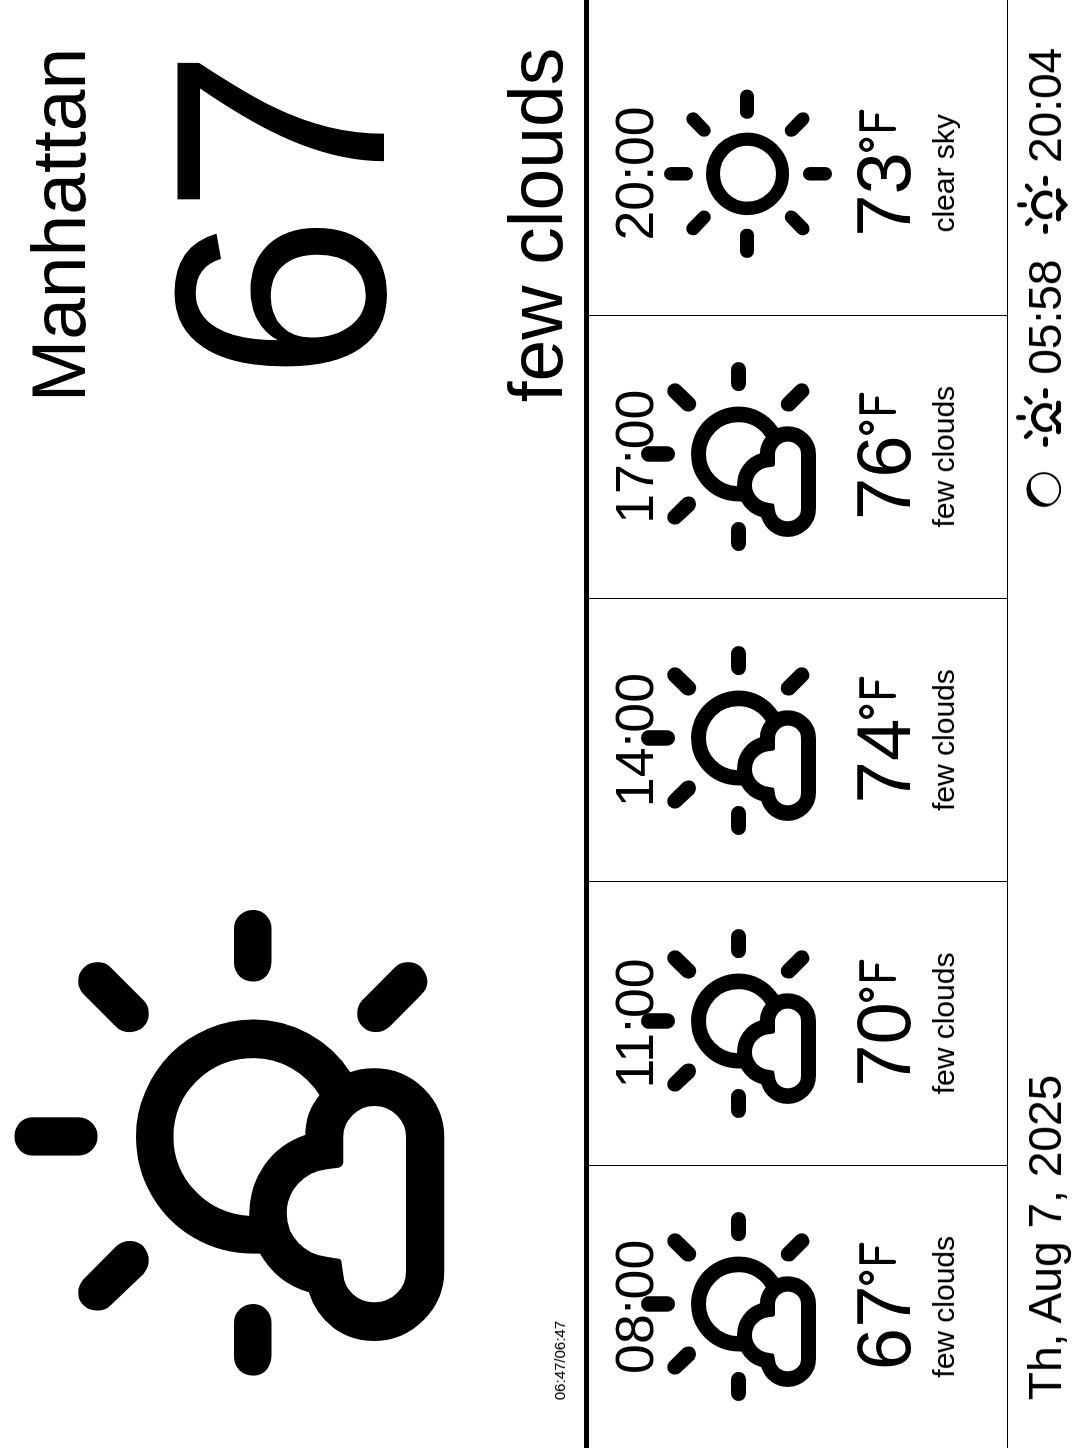 Manhattan
67
few clouds
06:47/06:47
08:00
67°F
few clouds
11:00
70°F
few clouds
14:00
74°F
few clouds
17:00
76°F
few clouds
20:00
73°F
clear sky
Th, Aug 7, 2025
05:58 20:04